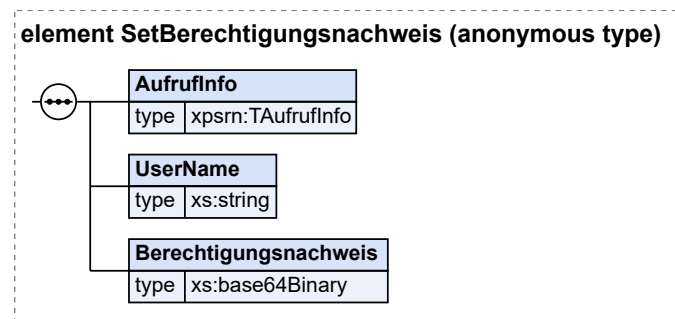 element SetBerechtigungsnachweis (anonymous type)
AufrufInfo
type xpsrn:TAufrufInfo
UserName
type xs:string
Berechtigungsnachweis
type xs:base64Binary